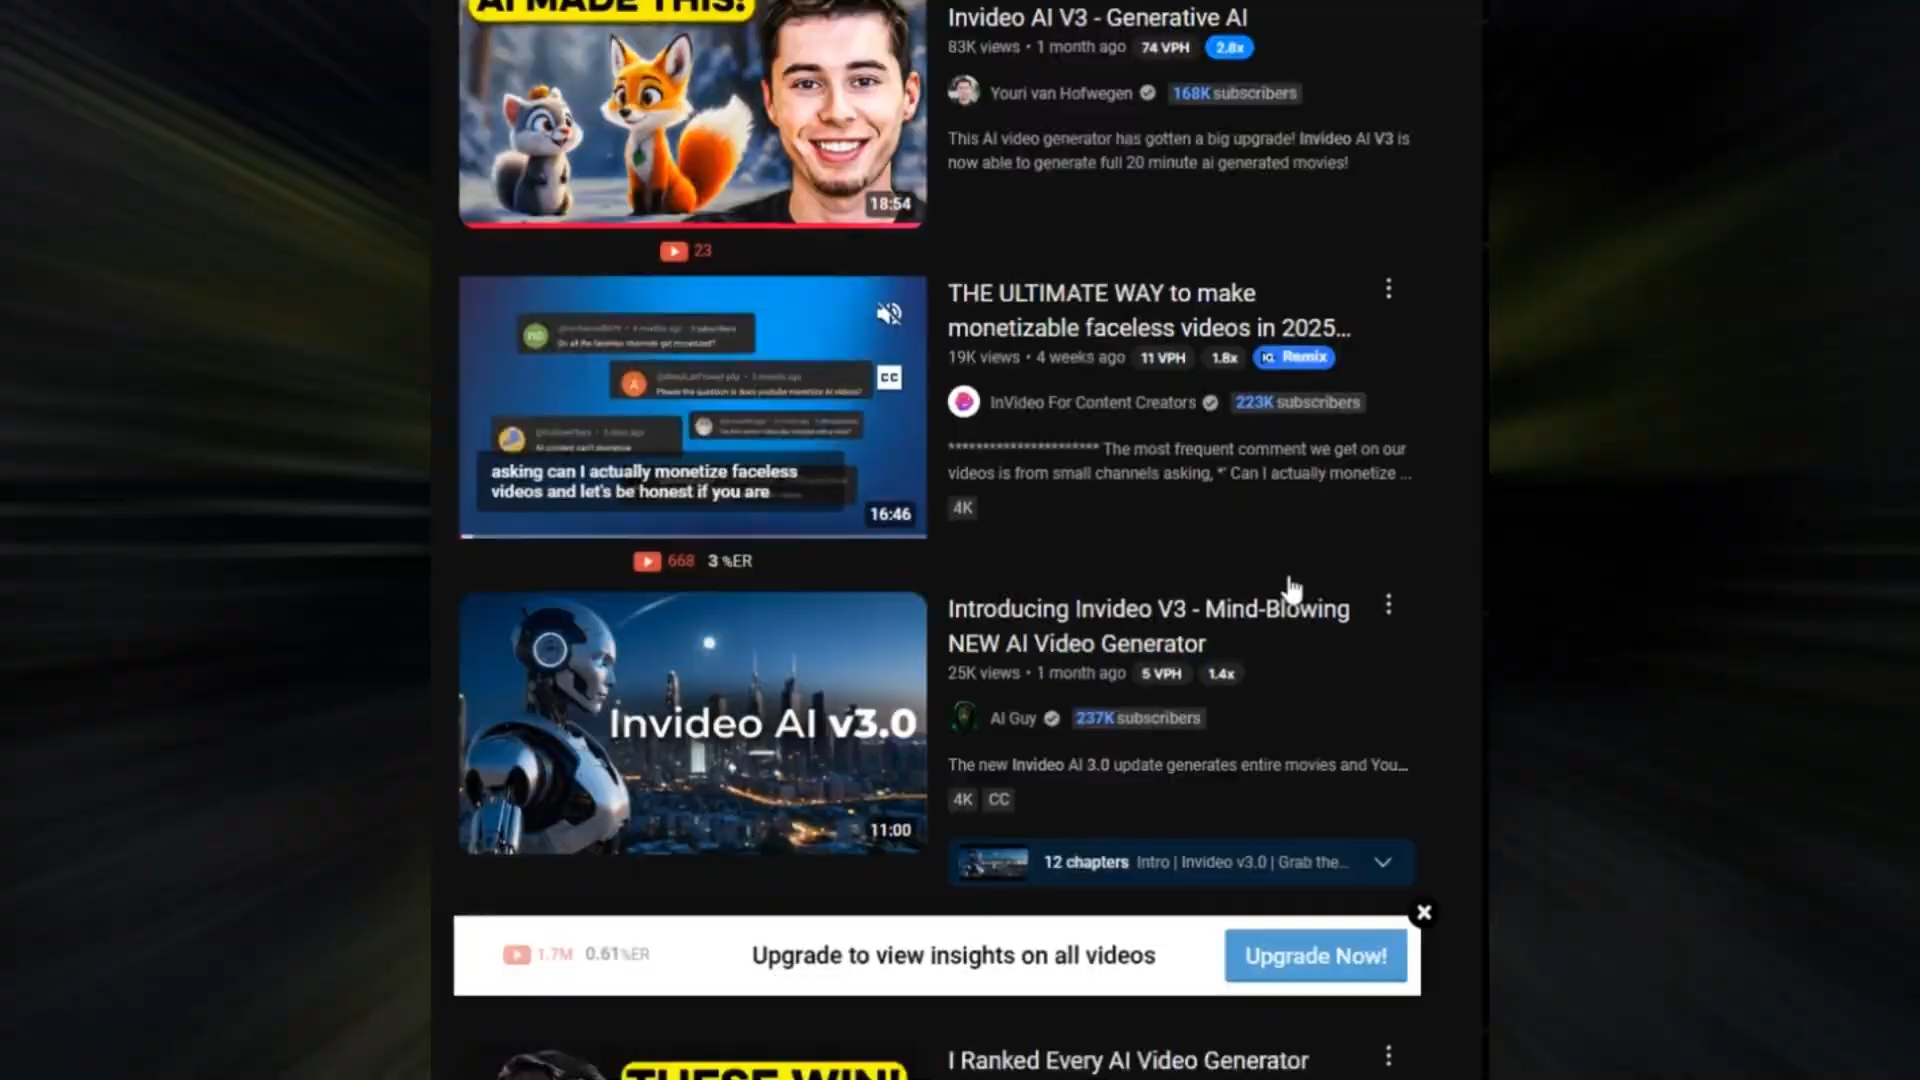 AI MADE THIS!
18:54
23
Invideo AI V3 - Generative AI
83K views • 1 month ago 74 VPH 2.8x
Youri van Hofwegen 168K subscribers
This AI video generator has gotten a big upgrade! Invideo AI V3 is
now able to generate full 20 minute ai generated movies!
CC
asking can I actually monetize faceless
videos and let's be honest if you are
16:46
668 3 %ER
THE ULTIMATE WAY to make
monetizable faceless videos in 2025...
19K views • 4 weeks ago 11 VPH 1.8x IQ Remix
InVideo For Content Creators 223K subscribers
********************** The most frequent comment we get on our
videos is from small channels asking, *" Can I actually monetize ...
4K
Invideo AI v3.0
11:00
Introducing Invideo V3 - Mind-Blowing
NEW AI Video Generator
25K views • 1 month ago 5 VPH 1.4x
AI Guy 237K subscribers
The new Invideo AI 3.0 update generates entire movies and You...
4K CC
12 chapters Intro | Invideo v3.0 | Grab the...
1.7M 0.61%ER Upgrade to view insights on all videos Upgrade Now!
THESE WIN!
I Ranked Every AI Video Generator